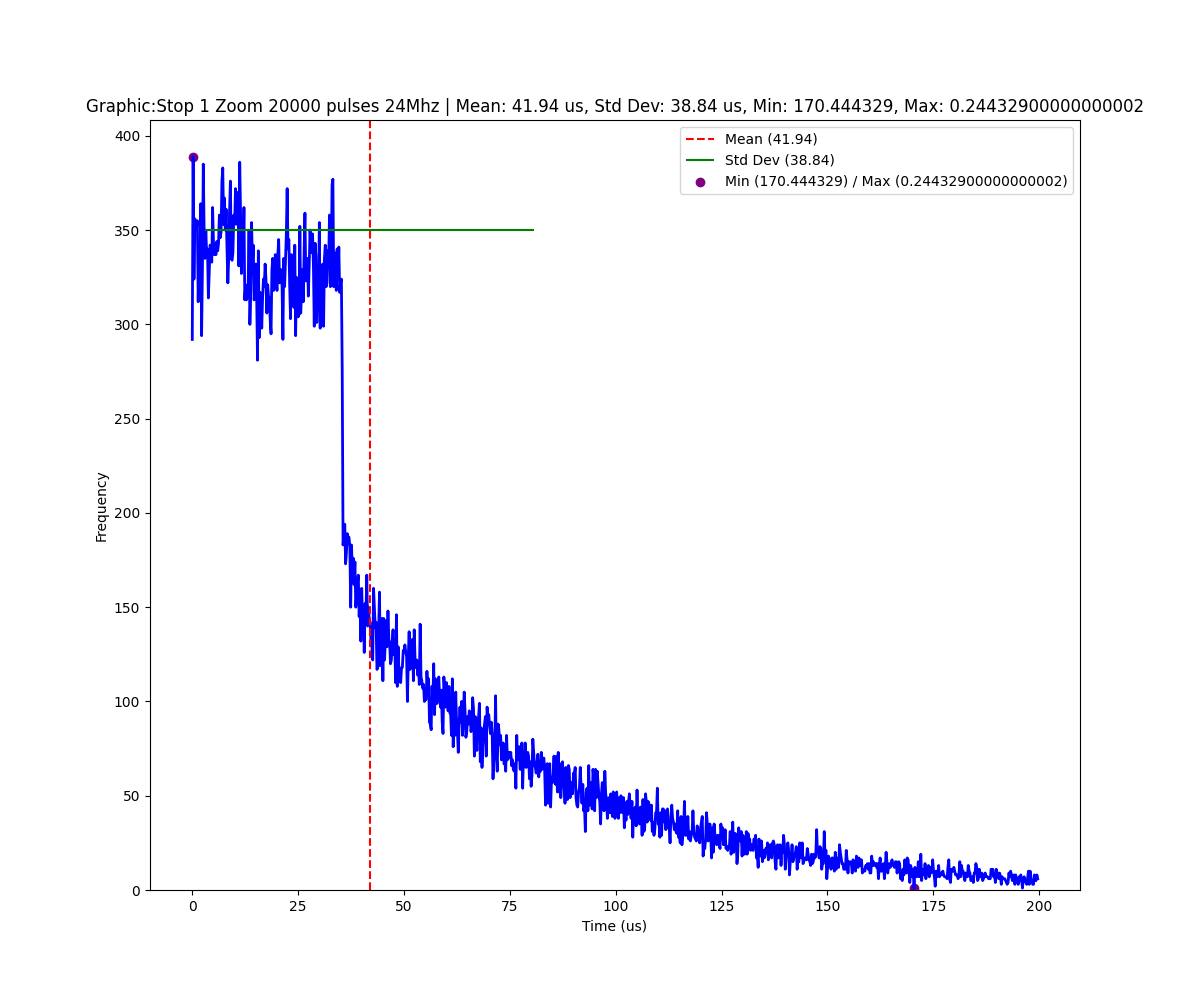 Graphic:Stop 1 Zoom 20000 pulses 24Mhz | Mean: 41.94 us, Std Dev: 38.84 us, Min: 170.444329, Max: 0.24432900000000002
Mean (41.94)
Std Dev (38.84)
Min (170.444329) / Max (0.24432900000000002)
400
350
300
250
200
150
100
50
0
Frequency
0 25 50 75 100 125 150 175 200
Time (us)